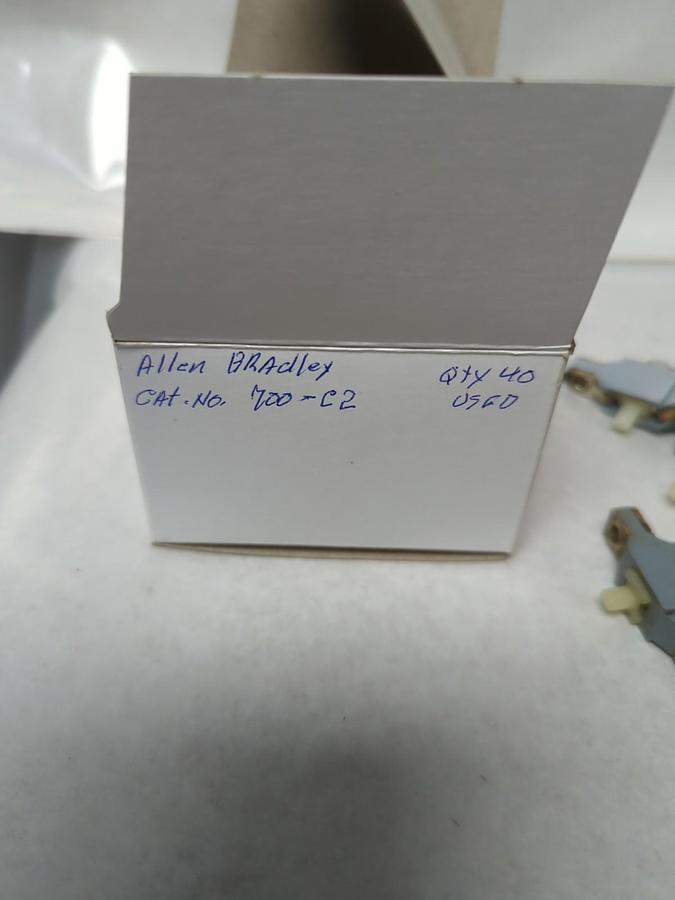 Allen BRAdley Qty 40
CAt. No. 700-C2 USED